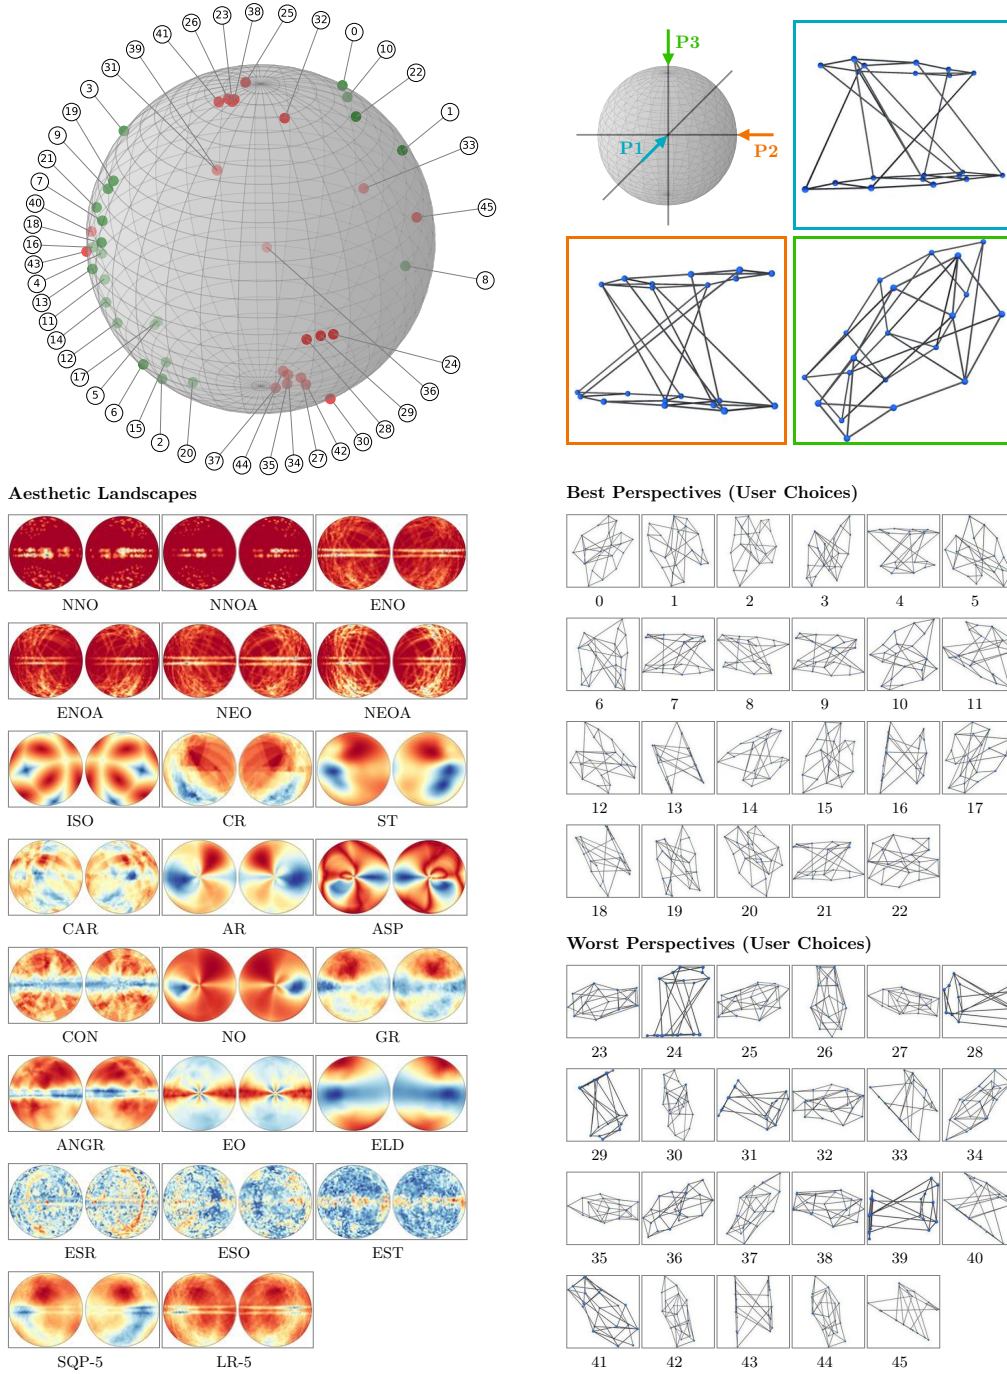 38
25
23
32
26
0
41
10
39
22
31
3
1
19
33
9
21
7
45
40
18
16
43
8
4
13
11
14
12
24
17
36
5
29
6
28
15
30
2
42
20
27
37
34
44
35
P3
P1
P2
Aesthetic Landscapes
NNO NNOA ENO
ENOA NEO NEOA
ISO CR ST
CAR AR ASP
CON NO GR
ANGR EO ELD
ESR ESO EST
SQP-5 LR-5
Best Perspectives (User Choices)
0 1 2 3 4 5
6 7 8 9 10 11
12 13 14 15 16 17
18 19 20 21 22
Worst Perspectives (User Choices)
23 24 25 26 27 28
29 30 31 32 33 34
35 36 37 38 39 40
41 42 43 44 45